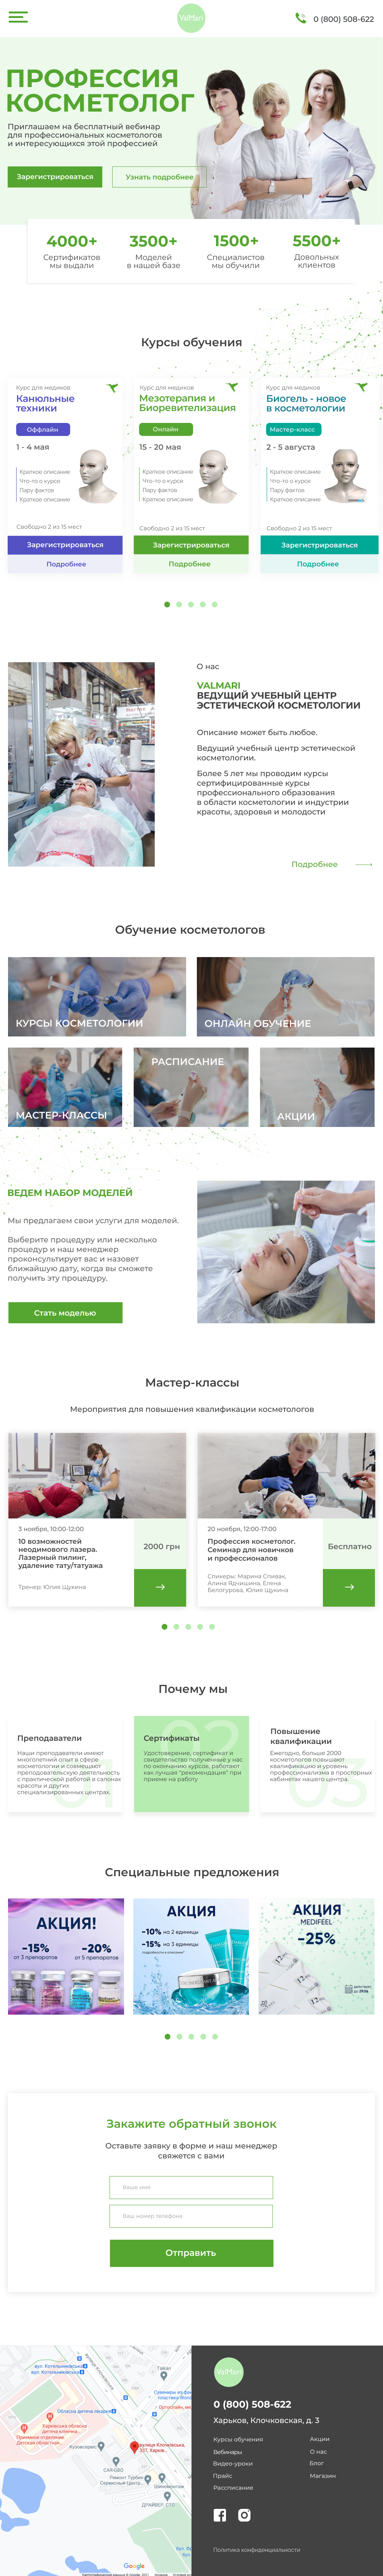 ValMari
0 (800) 508-622
ПРОФЕССИЯ
КОСМЕТОЛОГ
Приглашаем на бесплатный вебинар
для профессиональных косметологов
и интересующихся этой профессией
Зарегистрироваться
Узнать подробнее
4000+
Сертификатов
мы выдали
3500+
Моделей
в нашей базе
1500+
Специалистов
мы обучили
5500+
Довольных
клиентов
Курсы обучения
Курс для медиков
Канюльные
техники
Оффлайн
1 - 4 мая
Краткое описание
Что-то о курсе
Пару фактов
Краткое описание
Свободно 2 из 15 мест
Зарегистрироваться
Подробнее
Курс для медиков
Мезотерапия и
Биоревителизация
Онлайн
15 - 20 мая
Краткое описание
Что-то о курсе
Пару фактов
Краткое описание
Свободно 2 из 15 мест
Зарегистрироваться
Подробнее
Курс для медиков
Биогель - новое
в косметологии
Мастер-класс
2 - 5 августа
Краткое описание
Что-то о курсе
Пару фактов
Краткое описание
Свободно 2 из 15 мест
Зарегистрироваться
Подробнее
О нас
VALMARI
ВЕДУЩИЙ УЧЕБНЫЙ ЦЕНТР
ЭСТЕТИЧЕСКОЙ КОСМЕТОЛОГИИ
Описание может быть любое.
Ведущий учебный центр эстетической
косметологии.
Более 5 лет мы проводим курсы
сертифицированные курсы
профессионального образования
в области косметологии и индустрии
красоты, здоровья и молодости
Подробнее
Обучение косметологов
КУРСЫ КОСМЕТОЛОГИИ
ОНЛАЙН ОБУЧЕНИЕ
МАСТЕР-КЛАССЫ
РАСПИСАНИЕ
АКЦИИ
ВЕДЕМ НАБОР МОДЕЛЕЙ
Мы предлагаем свои услуги для моделей.
Выберите процедуру или несколько
процедур и наш менеджер
проконсультирует вас и назовет
ближайшую дату, когда вы сможете
получить эту процедуру.
Стать моделью
Мастер-классы
Мероприятия для повышения квалификации косметологов
3 ноября, 10:00-12:00
10 возможностей
неодимового лазера.
Лазерный пилинг,
удаление тату/татуажа
Тренер: Юлия Щукина
2000 грн
20 ноября, 12:00-17:00
Профессия косметолог.
Семинар для новичков
и профессионалов
Спикеры: Марина Спивак,
Алина Ядчишина, Елена
Белогурова, Юлия Щукина
Бесплатно
Почему мы
01
Преподаватели
Наши преподаватели имеют
многолетний опыт в сфере
косметологии и совмещают
преподовательскую деятельность
с практической работой в салонах
красоты и других
специализированных центрах.
02
Сертификаты
Удостоверение, сертификат и
свидетельство полученные у нас
по окончанию курсов, работают
как лучшая "рекомендация" при
приеме на работу
03
Повышение
квалификации
Ежегодно, больше 2000
косметологов повышают
квалификацию и уровень
профессионализма в просторных
кабинетах нашего центра.
Специальные предложения
АКЦИЯ!
-15%
от 3 препаротов
-20%
от 5 препоротов
АКЦИЯ
-10% на 2 единицы
-15% на 3 единицы
АКЦИЯ
MEDIFEEL
-25%
Закажите обратный звонок
Оставьте заявку в форме и наш менеджер
свяжется с вами
Ваше имя
Ваш номер телефона
Отправить
Google
ValMari
0 (800) 508-622
Харьков, Клочковская, д. 3
Курсы обучения
Вебинары
Видео-уроки
Прайс
Рассписание
Акции
О нас
Блог
Магазин
Политика конфиденциальности